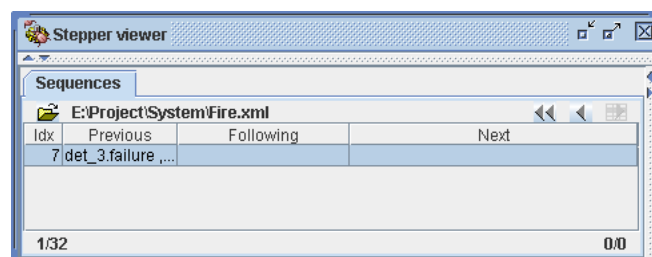 Stepper viewer
Sequences
E:\Project\System\Fire.xml
Idx Previous Following Next
7 det_3.failure ,...
1/32 0/0